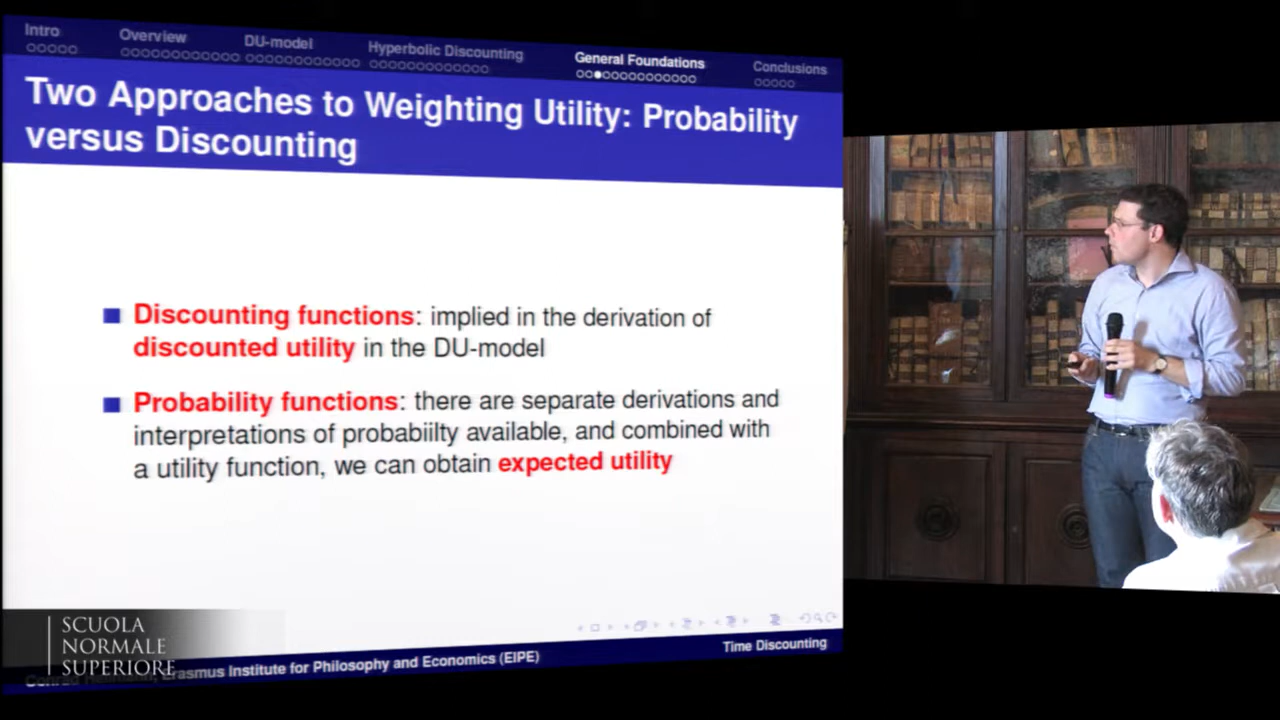 Intro
Overview
DU-model
Hyperbolic Discounting
General Foundations
Conclusions
Two Approaches to Weighting Utility: Probability
versus Discounting
Discounting functions: implied in the derivation of
discounted utility in the DU-model
Probability functions: there are separate derivations and
interpretations of probabiilty available, and combined with
a utility function, we can obtain expected utility
SCUOLA
NORMALE
SUPERIORE
Erasmus Institute for Philosophy and Economics (EIPE)
Time Discounting